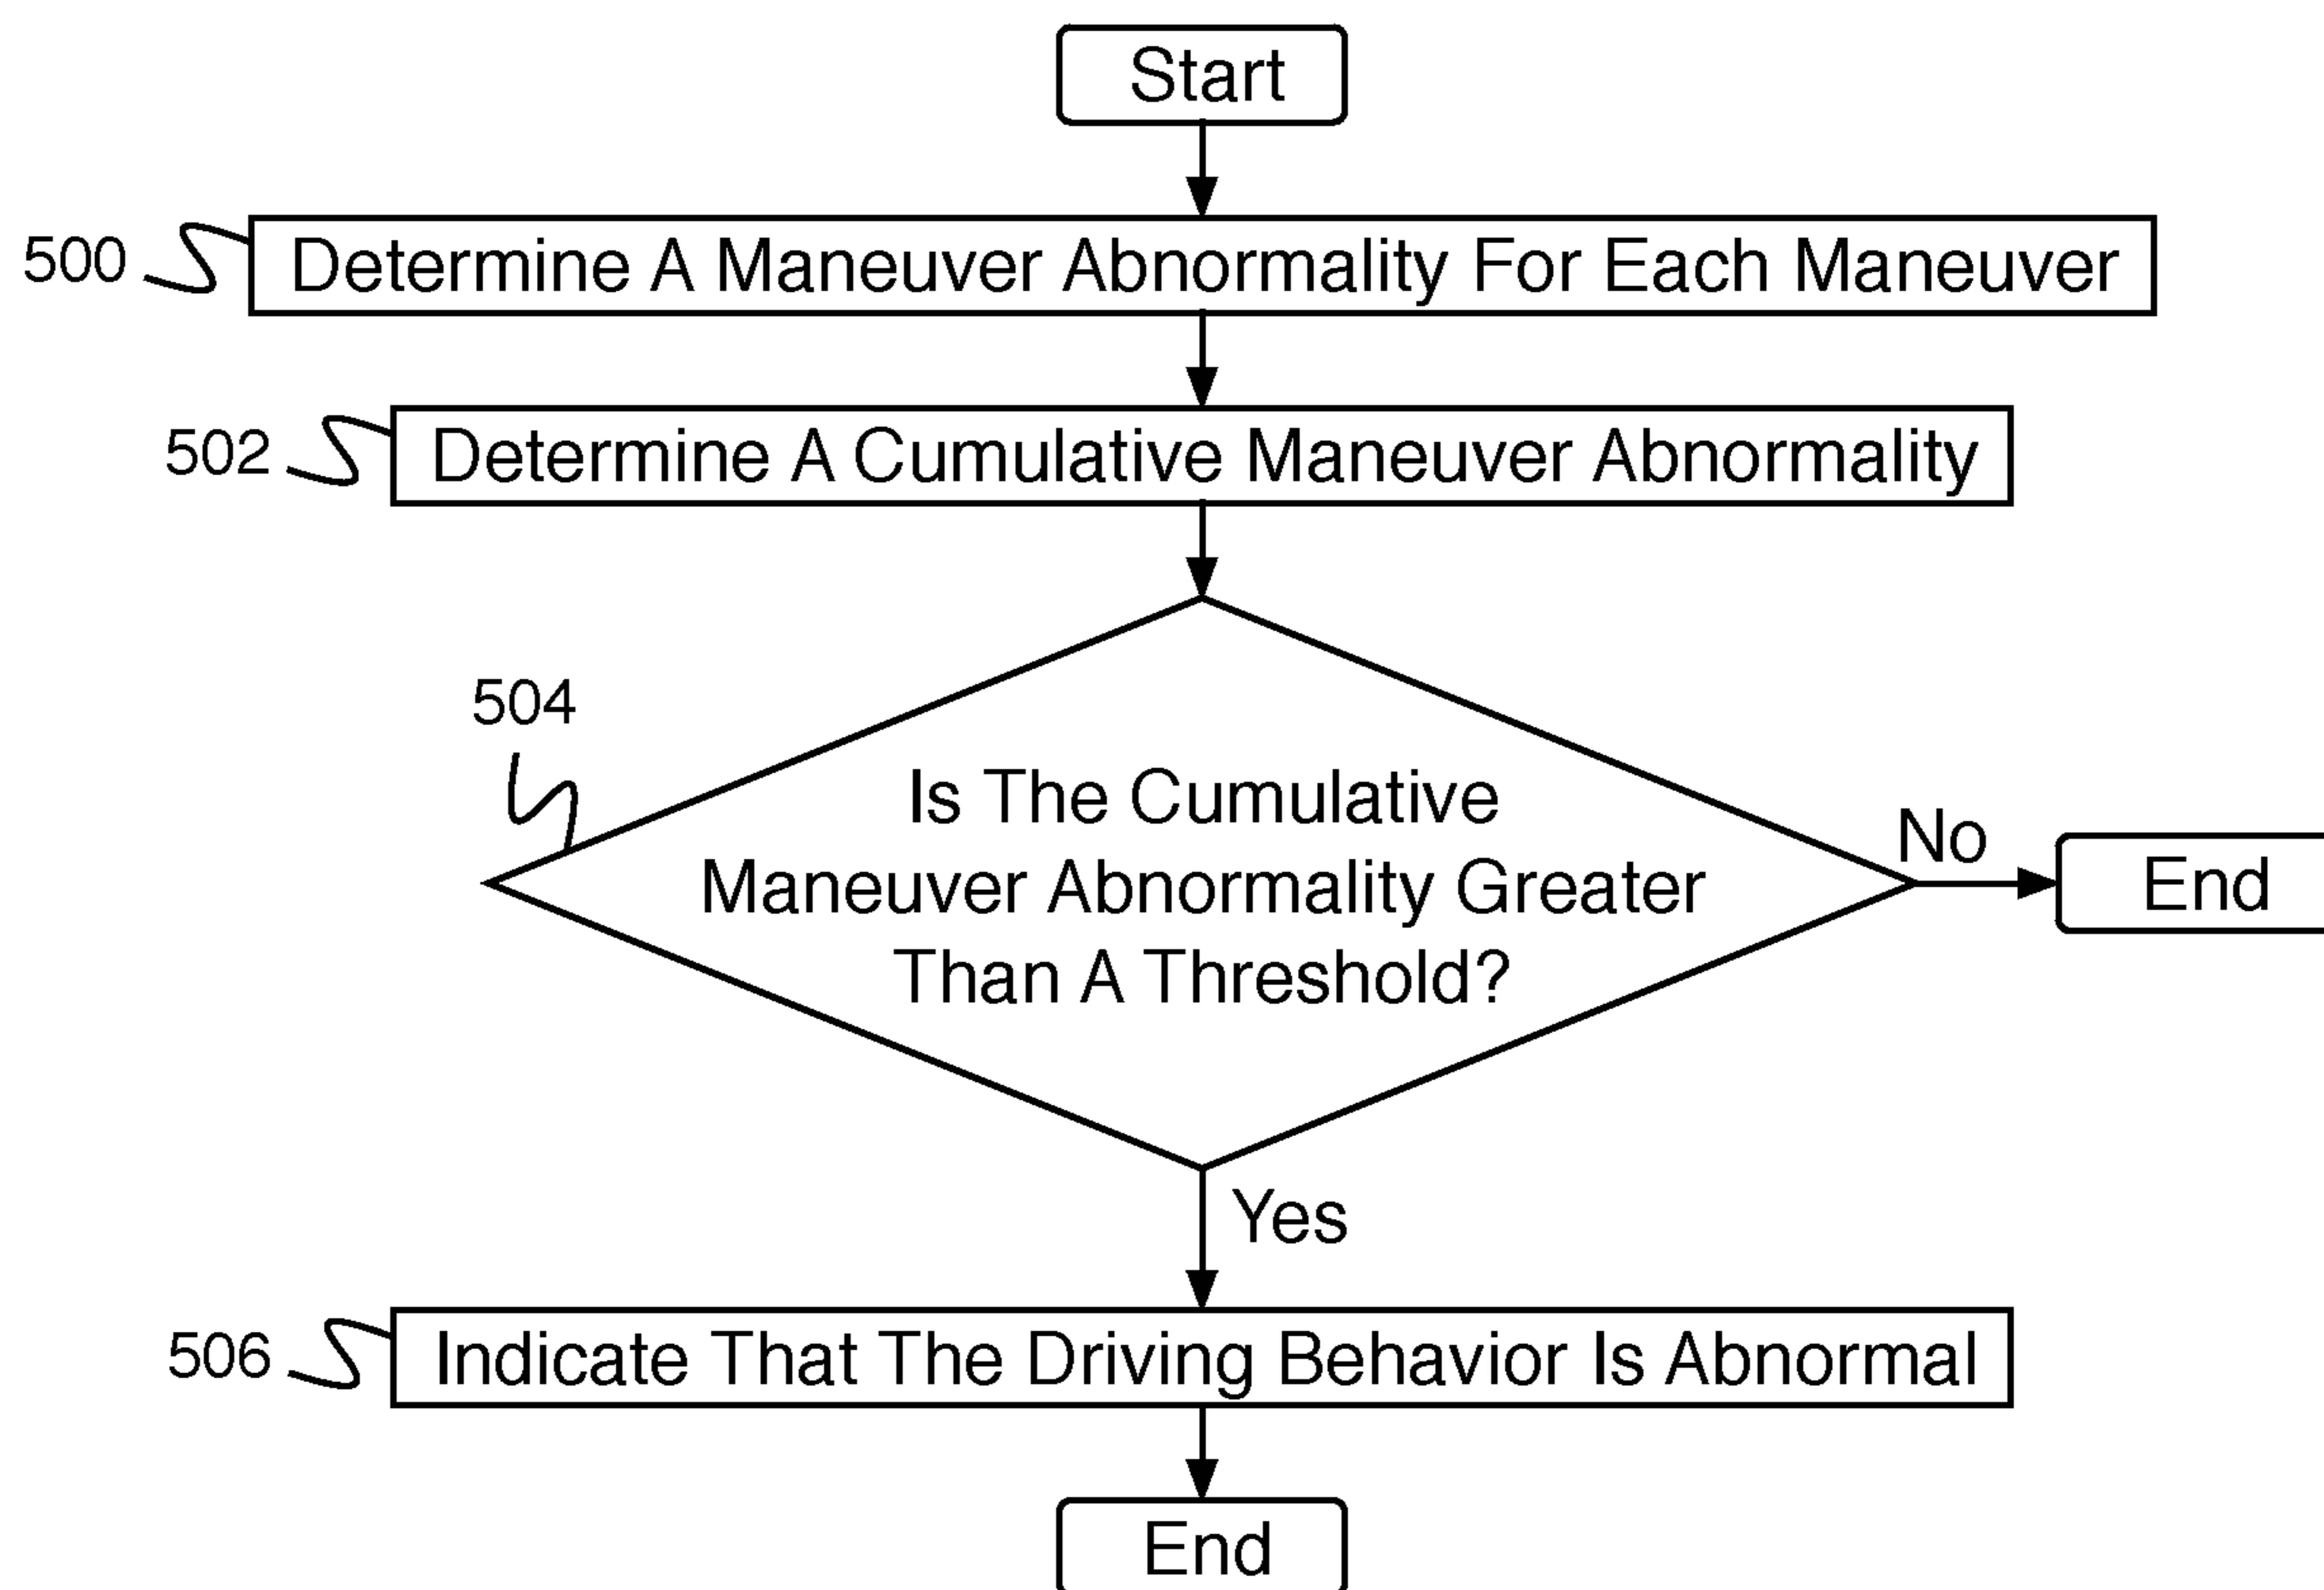 Start
500
Determine A Maneuver Abnormality For Each Maneuver
502
Determine A Cumulative Maneuver Abnormality
504
Is The Cumulative
Maneuver Abnormality Greater
Than A Threshold?
No
End
Yes
506
Indicate That The Driving Behavior Is Abnormal
End